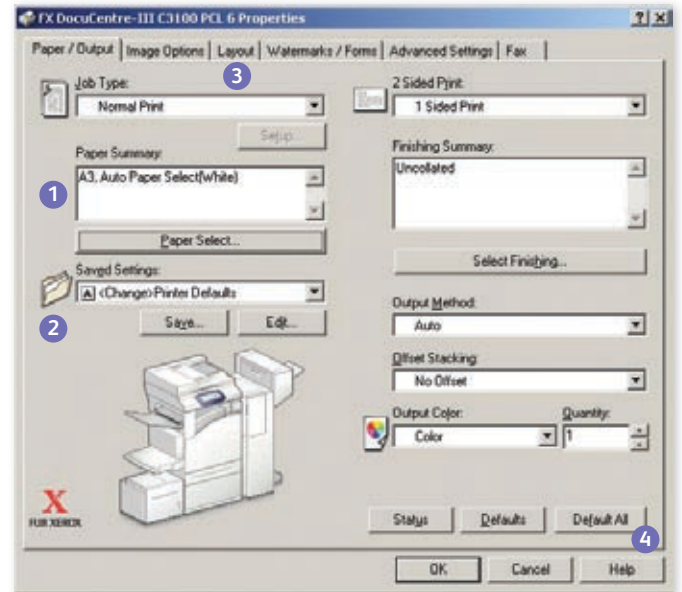 FX DocuCentre-III C3100 PCL 6 Properties
Paper / Output
Image Options
Layout
Watermarks / Forms
Advanced Settings
Fax
3
Job Type:
Normal Print
Setup...
Paper Summary:
1
A3, Auto Paper Select(White)
Paper Select...
Saved Settings:
<Change>Printer Defaults
2
Save...
Edit...
X
FUJI XEROX
2 Sided Print:
1 Sided Print
Finishing Summary:
Uncollated
Select Finishing...
Output Method:
Auto
Offset Stacking:
No Offset
Output Color:
Color
Quantity:
1
Status
Defaults
Default All
4
OK
Cancel
Help